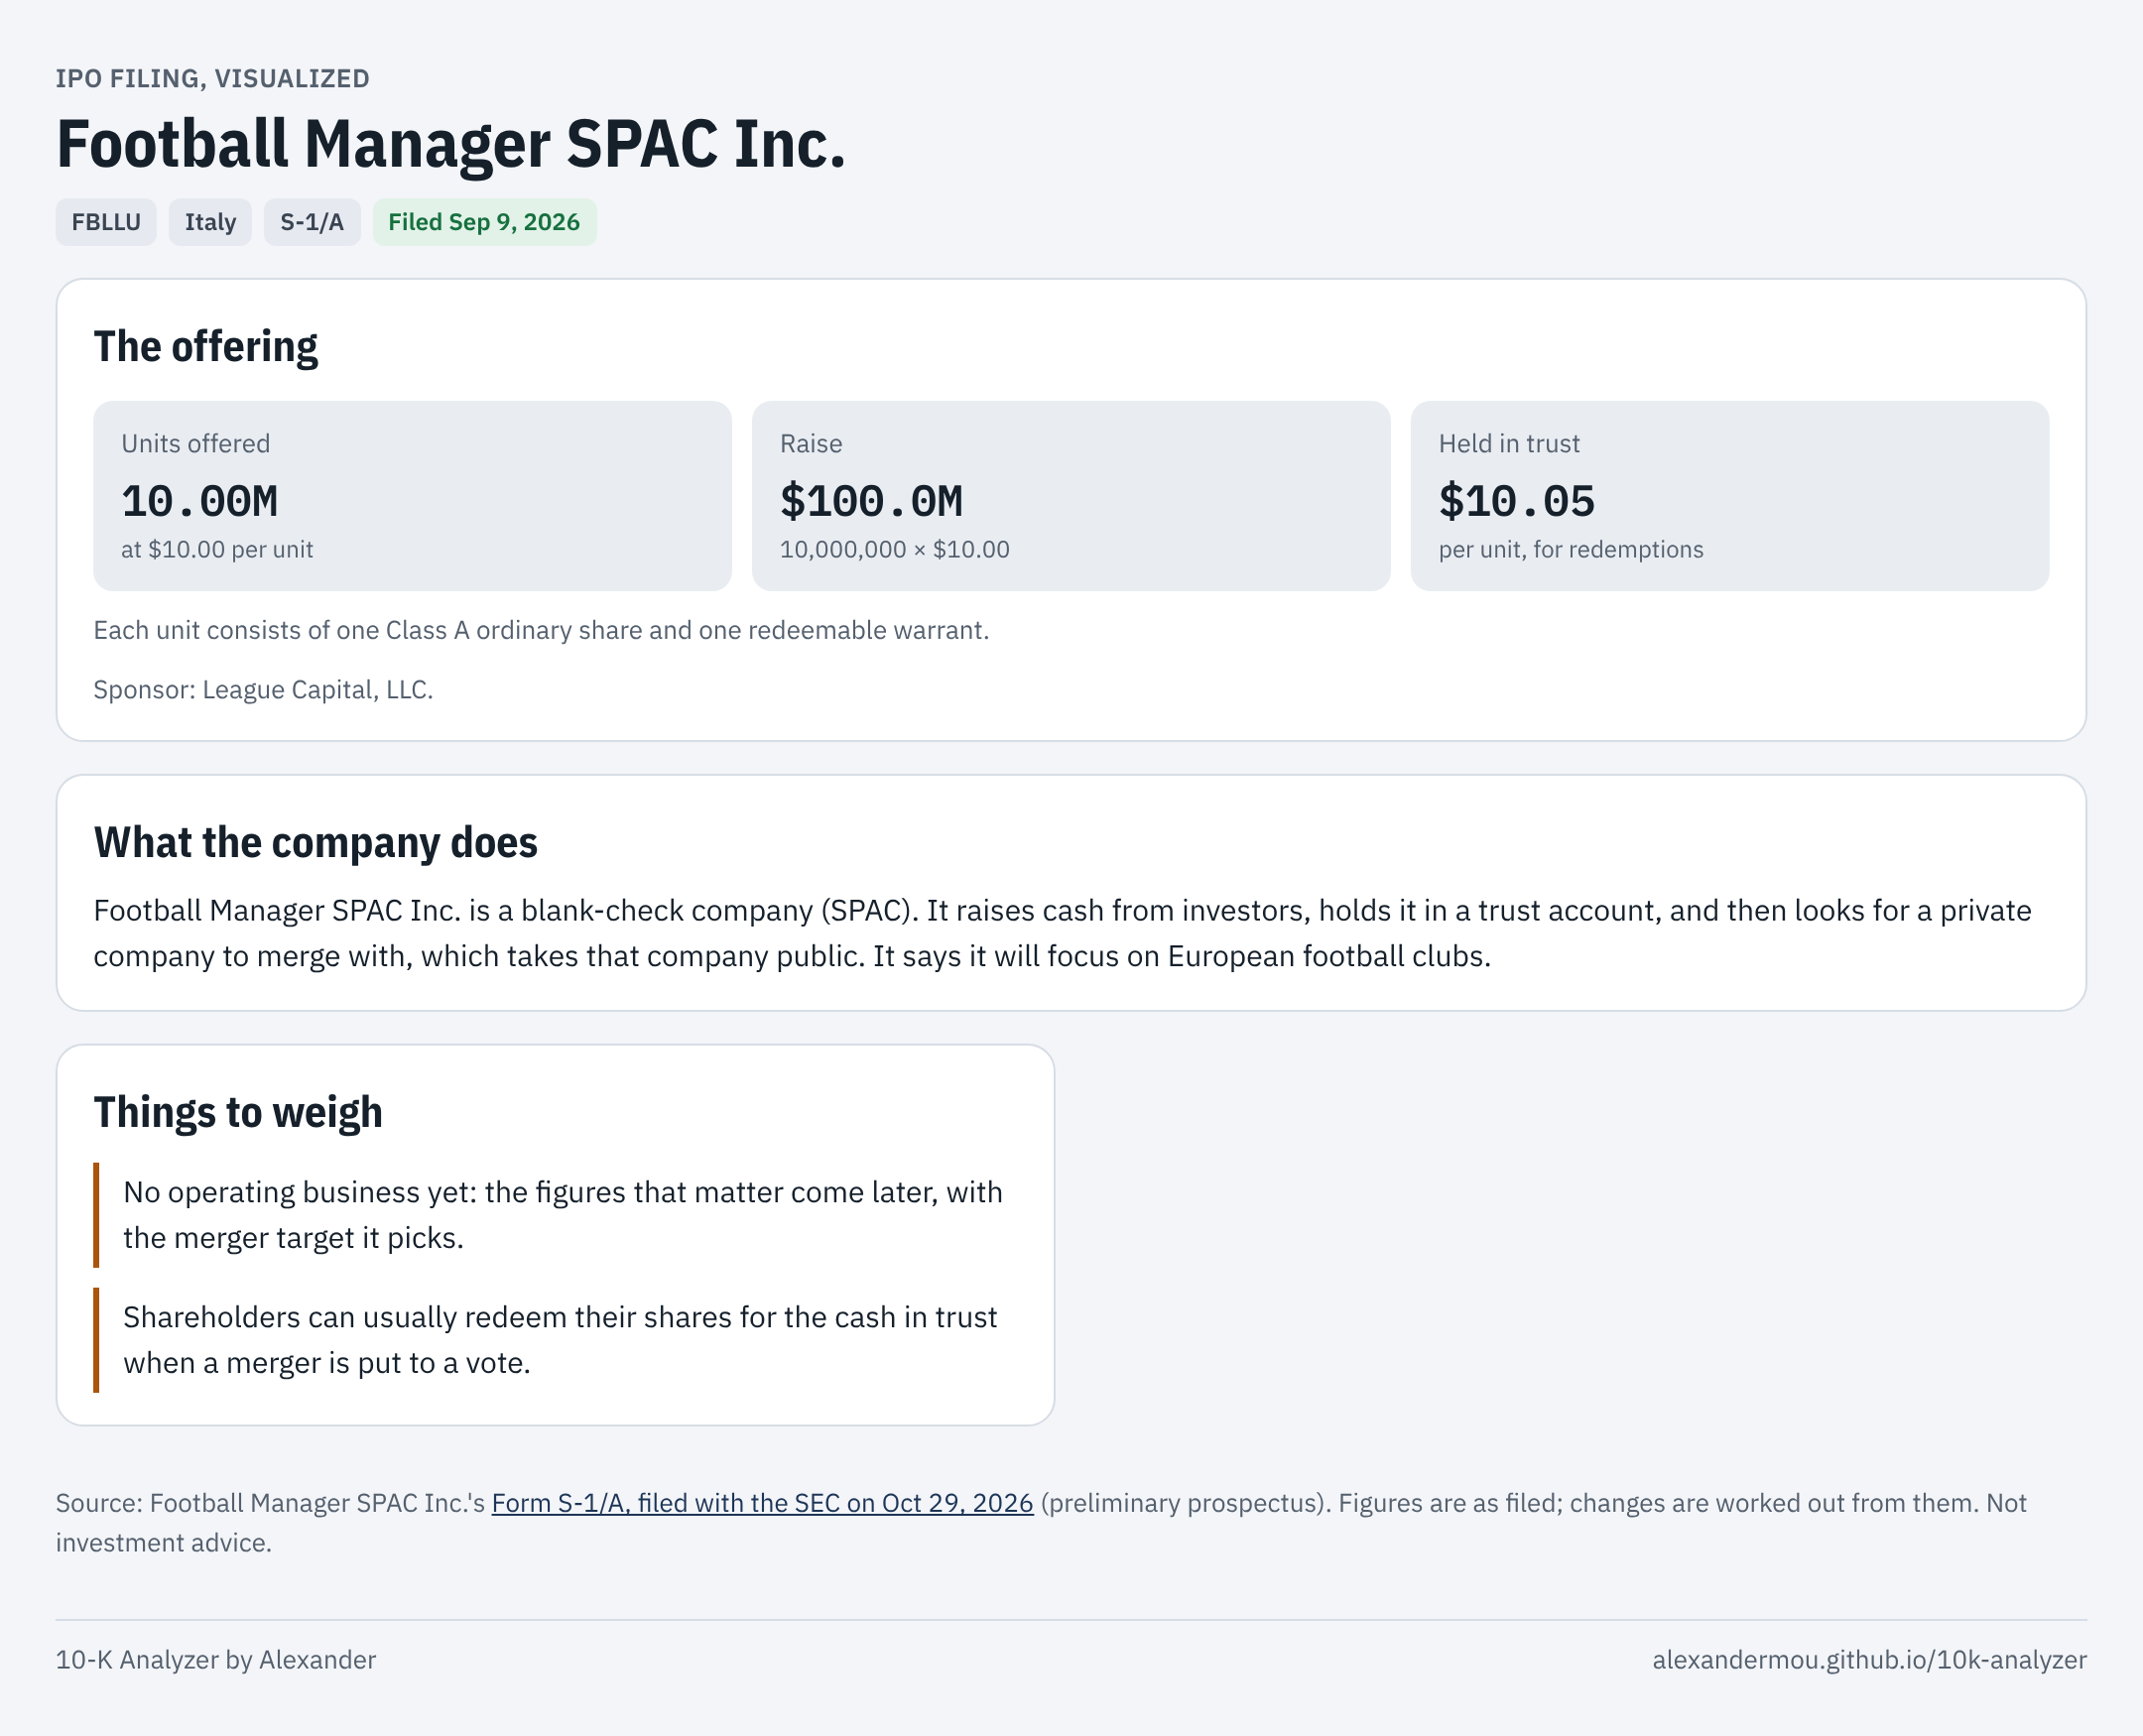 IPO FILING, VISUALIZED
Football Manager SPAC Inc.
FBLLU Italy S-1/A Filed Sep 9, 2026
The offering
Units offered Raise Held in trust
10.00M $100.0M $10.05
at $10.00 per unit 10,000,000 × $10.00 per unit, for redemptions
Each unit consists of one Class A ordinary share and one redeemable warrant.
Sponsor: League Capital, LLC.
What the company does
Football Manager SPAC Inc. is a blank-check company (SPAC). It raises cash from investors, holds it in a trust account, and then looks for a private
company to merge with, which takes that company public. It says it will focus on European football clubs.
Things to weigh
No operating business yet: the figures that matter come later, with
the merger target it picks.
Shareholders can usually redeem their shares for the cash in trust
when a merger is put to a vote.
Source: Football Manager SPAC Inc.'s Form S-1/A, filed with the SEC on Oct 29, 2026 (preliminary prospectus). Figures are as filed; changes are worked out from them. Not
investment advice.
10-K Analyzer by Alexander alexandermou.github.io/10k-analyzer